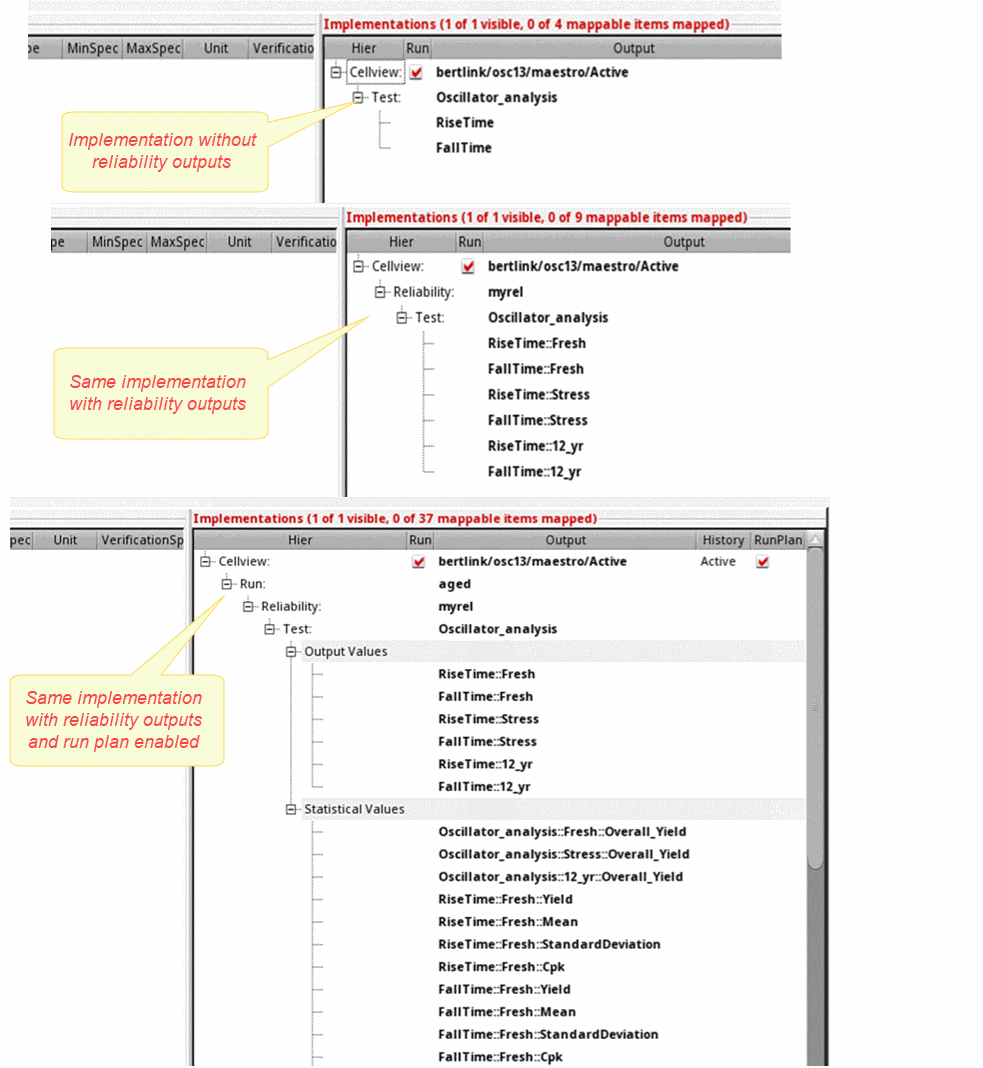 Implementations (1 of 1 visible, 0 of 4 mappable items mapped)
pe MinSpec MaxSpec Unit Verificatio Hier Run Output
Cellview: bertlink/osc13/maestro/Active
Test: Oscillator_analysis
RiseTime
FallTime
Implementation without
reliability outputs
Implementations (1 of 1 visible, 0 of 9 mappable items mapped)
pe MinSpec MaxSpec Unit Verificatio Hier Run Output
Cellview: bertlink/osc13/maestro/Active
Reliability: myrel
Test: Oscillator_analysis
RiseTime::Fresh
FallTime::Fresh
RiseTime::Stress
FallTime::Stress
RiseTime::12_yr
FallTime::12_yr
Same implementation
with reliability outputs
Implementations (1 of 1 visible, 0 of 37 mappable items mapped)
pec Unit VerificationSp Hier Run Output History RunPlan
Cellview: bertlink/osc13/maestro/Active Active
Run: aged
Reliability: myrel
Test: Oscillator_analysis
Output Values
RiseTime::Fresh
FallTime::Fresh
RiseTime::Stress
FallTime::Stress
RiseTime::12_yr
FallTime::12_yr
Same implementation
with reliability outputs
and run plan enabled
Statistical Values
Oscillator_analysis::Fresh::Overall_Yield
Oscillator_analysis::Stress::Overall_Yield
Oscillator_analysis::12_yr::Overall_Yield
RiseTime::Fresh::Yield
RiseTime::Fresh::Mean
RiseTime::Fresh::StandardDeviation
RiseTime::Fresh::Cpk
FallTime::Fresh::Yield
FallTime::Fresh::Mean
FallTime::Fresh::StandardDeviation
FallTime::Fresh::Cpk